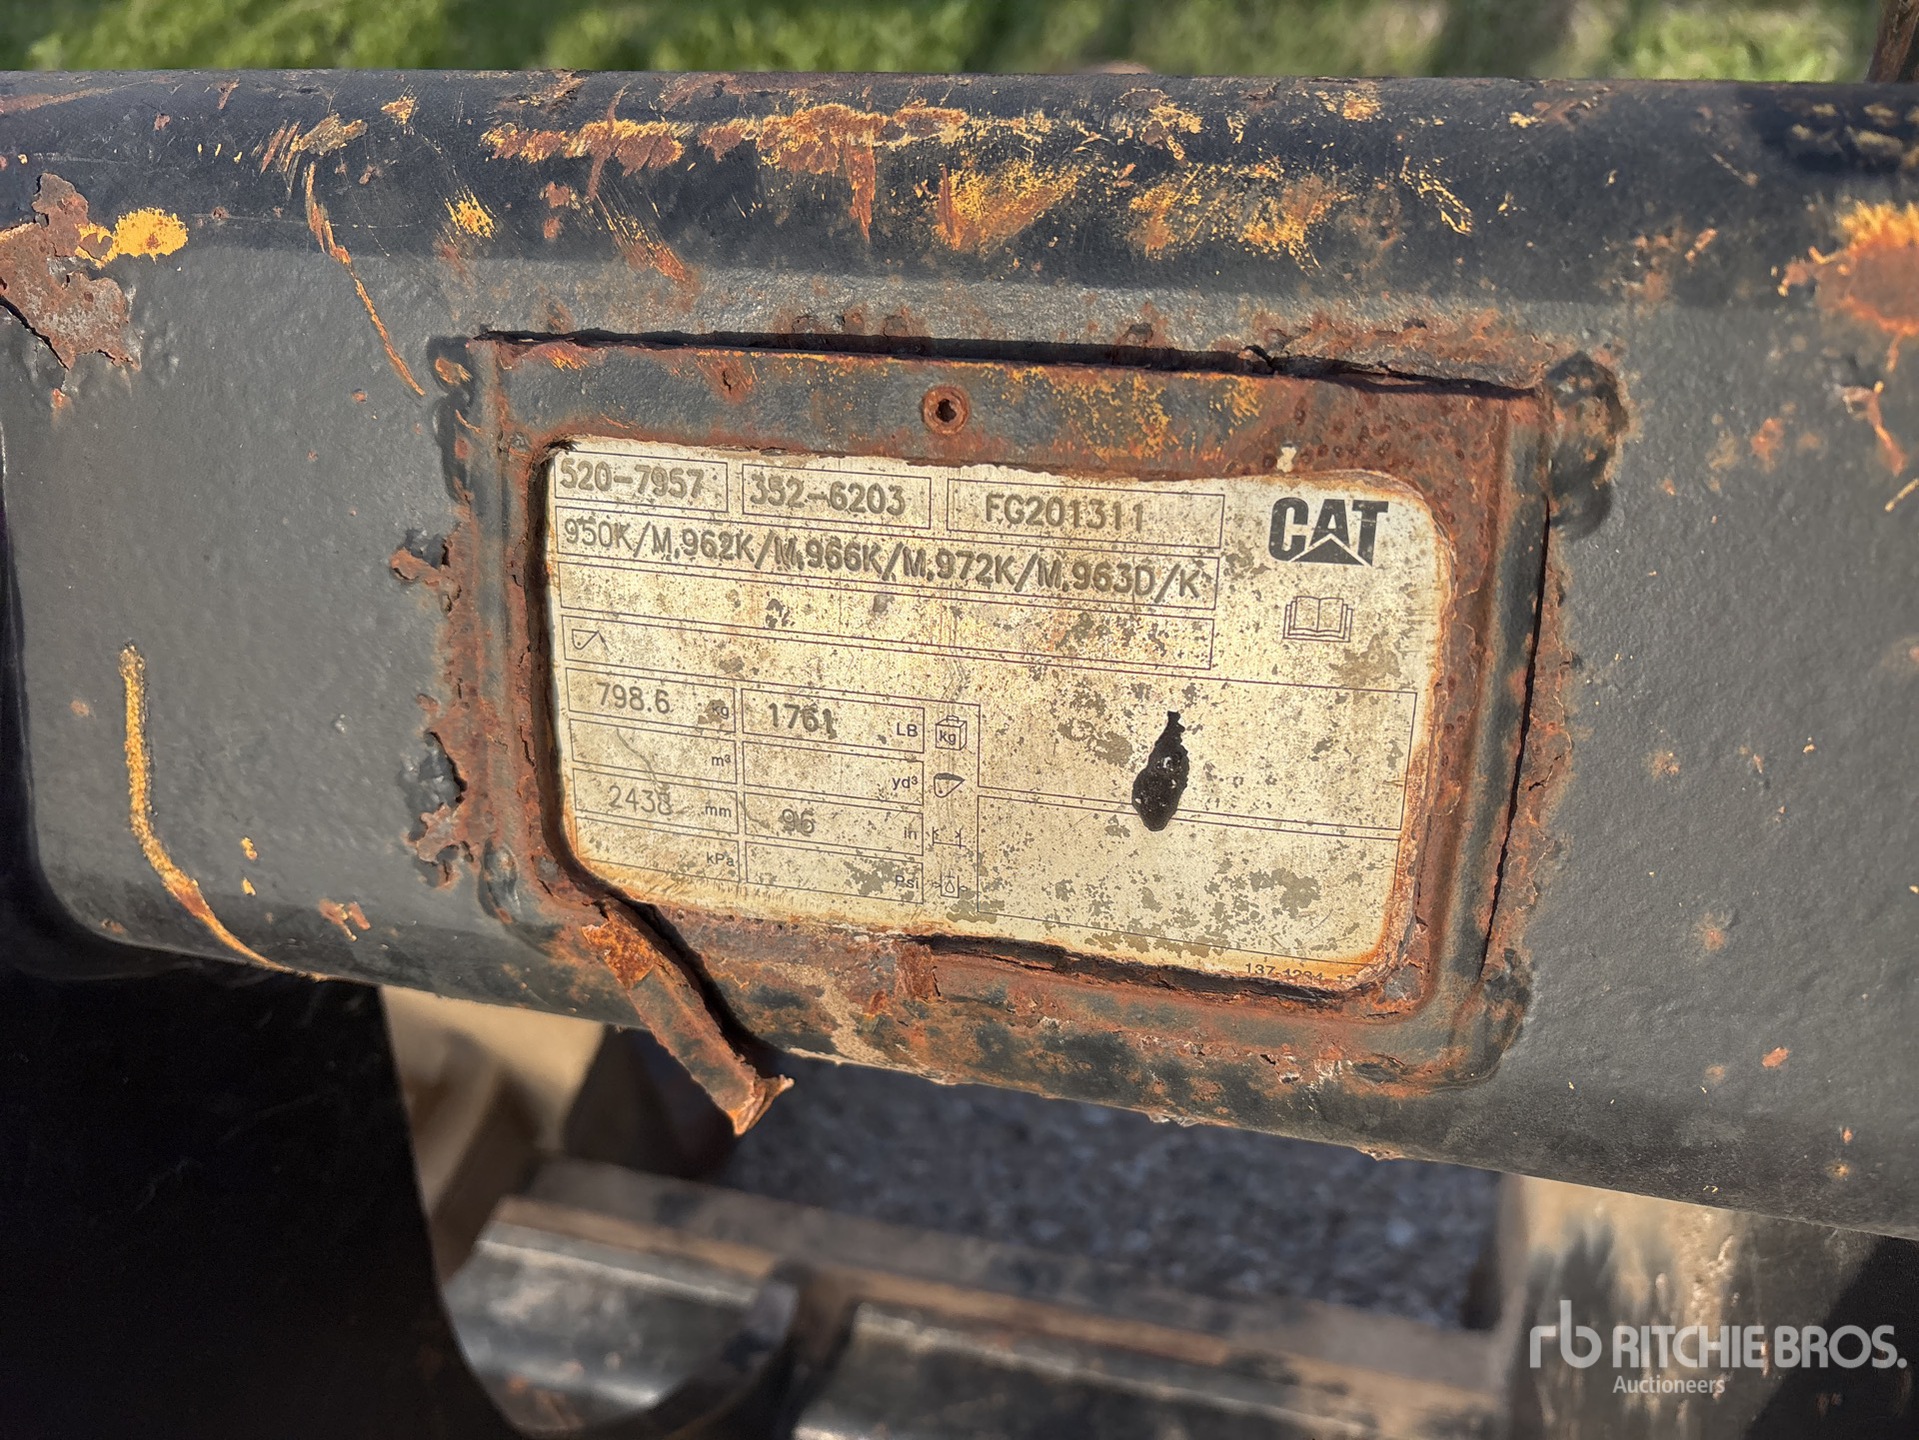 520-7957 352-6203 FG201311
CAT
950K/M,962K/M,966K/M,972K/M,963D/K
798.6 kg 1761 LB Kg
m³ yd³
2438 mm 96 in
kPa Psi
RITCHIE BROS.
Auctioneers